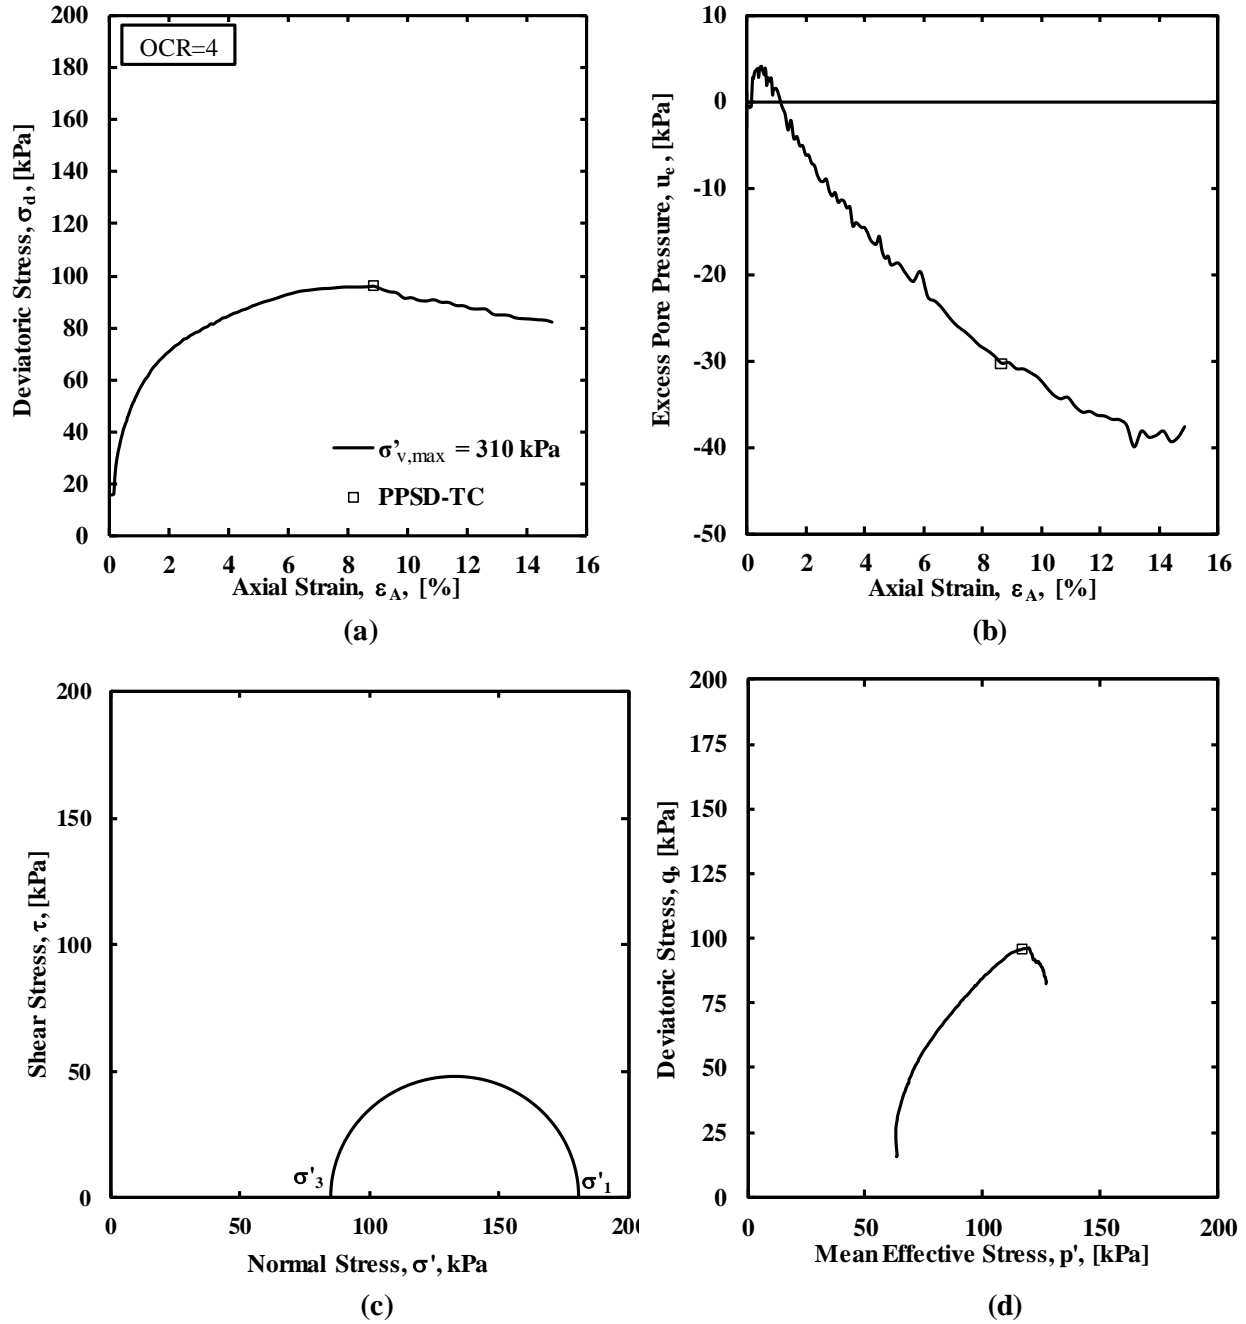 200
180
160
140
120
100
80
60
40
20
0
Deviatoric Stress, σd, [kPa]
OCR=4
σ'v,max = 310 kPa
PPSD-TC
0 2 4 6 8 10 12 14 16
Axial Strain, εA, [%]
(a)
10
0
-10
-20
-30
-40
-50
Excess Pore Pressure, ue, [kPa]
0 2 4 6 8 10 12 14 16
Axial Strain, εA, [%]
(b)
200
150
100
50
0
Shear Stress, τ, [kPa]
σ'3
σ'1
0 50 100 150 200
Normal Stress, σ', kPa
(c)
200
175
150
125
100
75
50
25
0
Deviatoric Stress, q, [kPa]
0 50 100 150 200
Mean Effective Stress, p', [kPa]
(d)